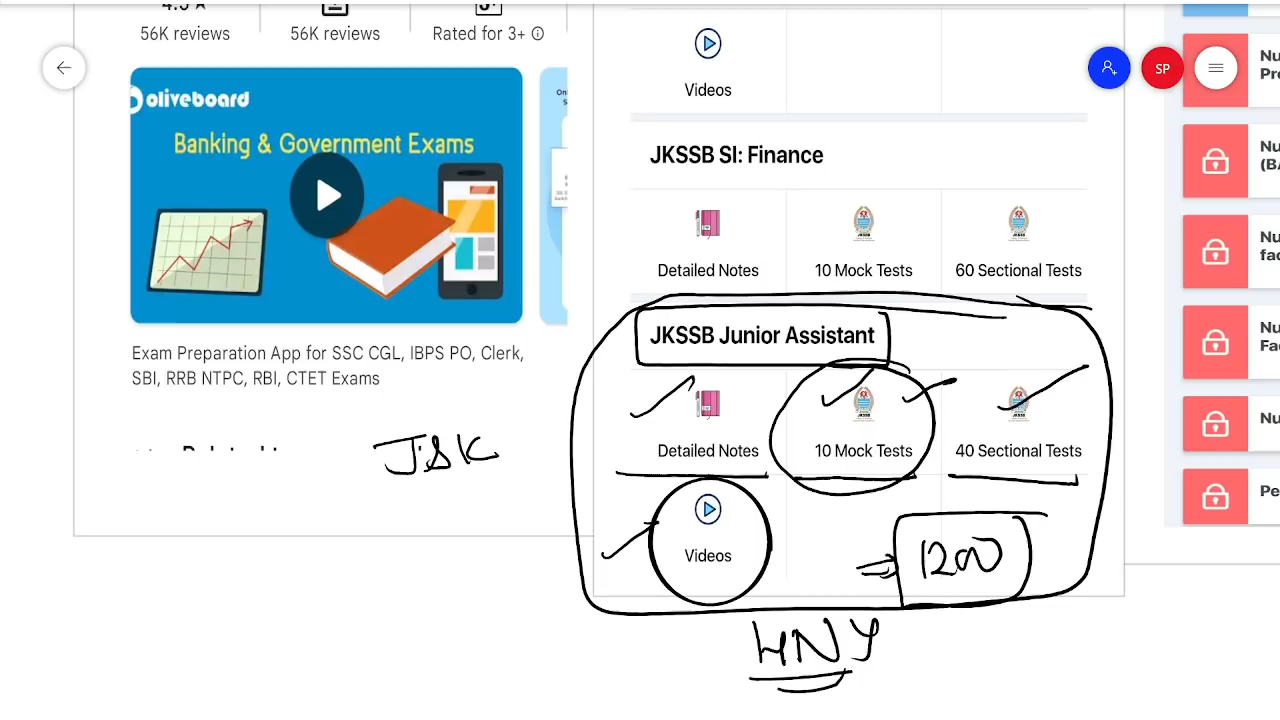 56K reviews
56K reviews
Rated for 3+
oliveboard
Banking & Government Exams
Exam Preparation App for SSC CGL, IBPS PO, Clerk,
SBI, RRB NTPC, RBI, CTET Exams
JSK
Videos
JKSSB SI: Finance
Detailed Notes
10 Mock Tests
60 Sectional Tests
JKSSB Junior Assistant
Detailed Notes
10 Mock Tests
40 Sectional Tests
Videos
1200
HNY
SP